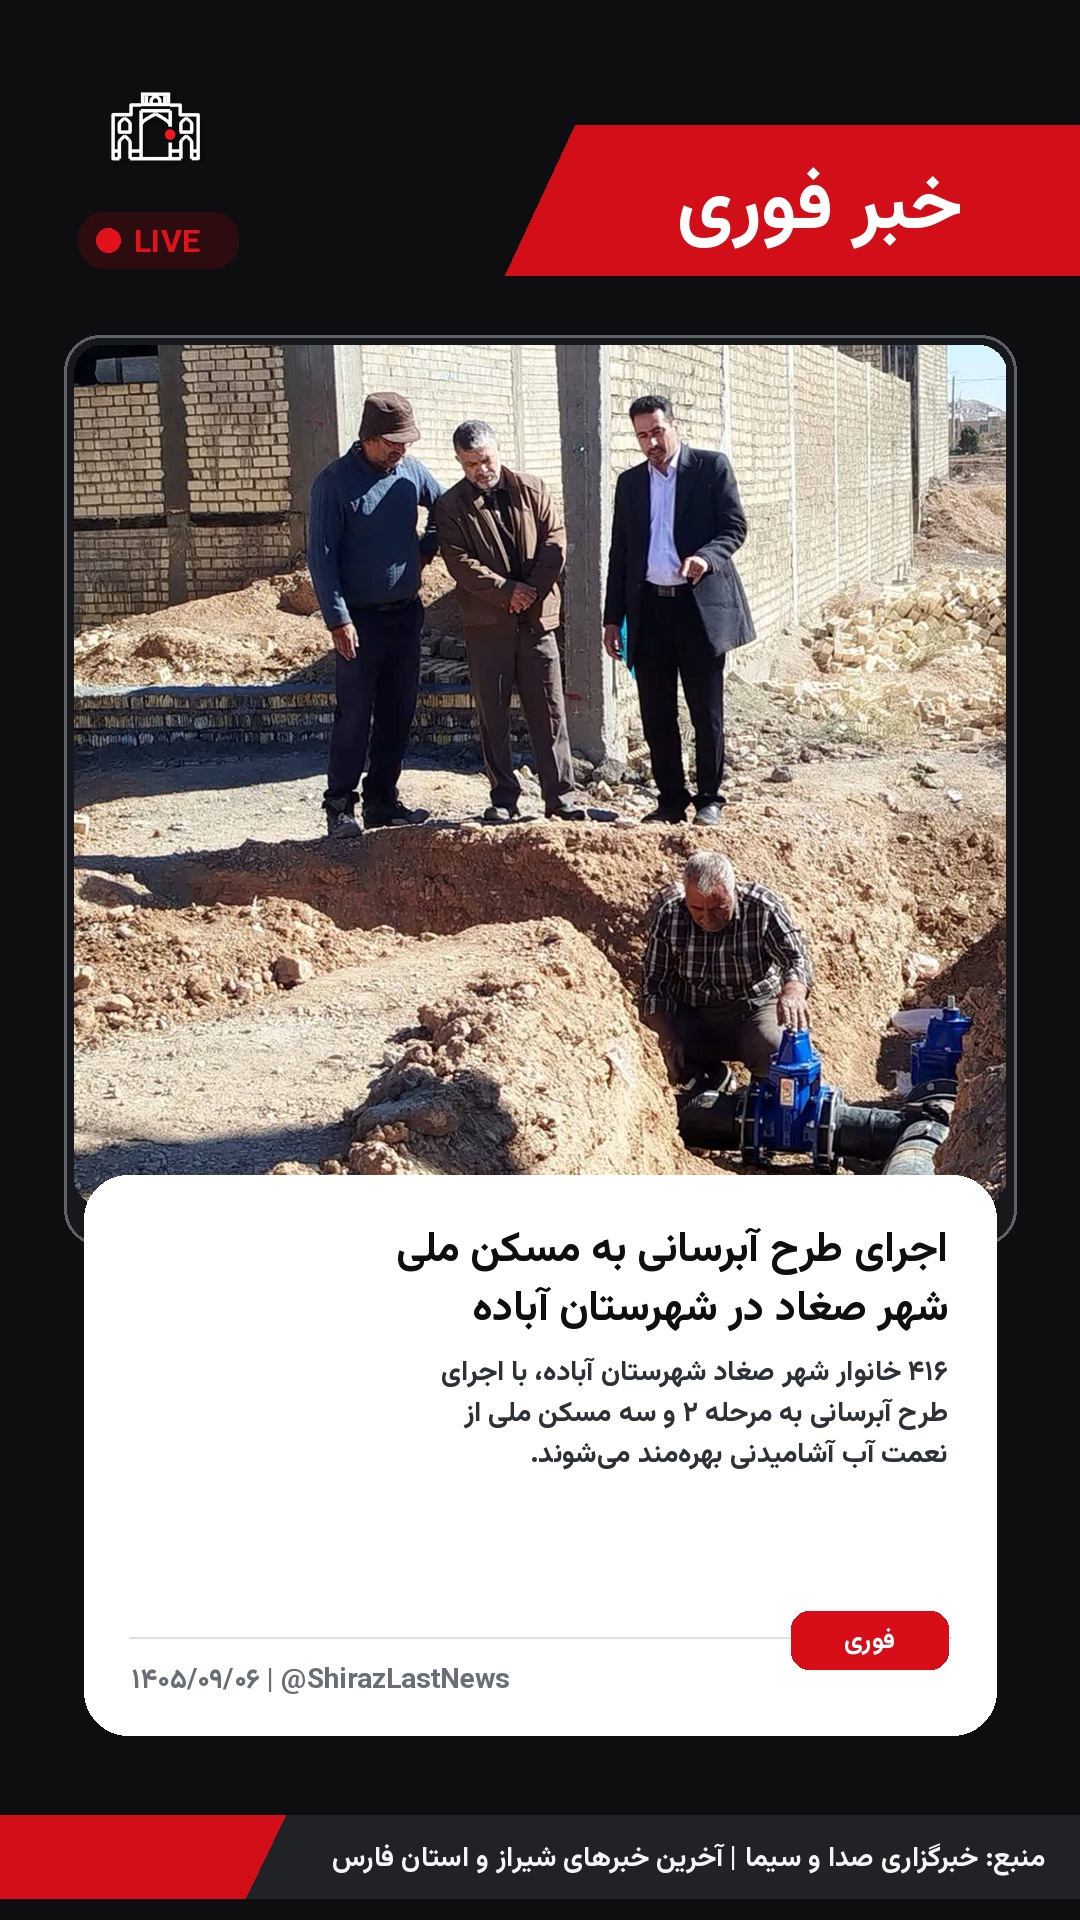 خبر فوری
LIVE
اجرای طرح آبرسانی به مسکن ملی
شهر صغاد در شهرستان آباده
۴۱۶ خانوار شهر صغاد شهرستان آباده، با اجرای
طرح آبرسانی به مرحله ۲ و سه مسکن ملی از
نعمت آب آشامیدنی بهره‌مند می‌شوند.
فوری
۱۴۰۵/۰۹/۰۶ | @ShirazLastNews
منبع: خبرگزاری صدا و سیما | آخرین خبرهای شیراز و استان فارس